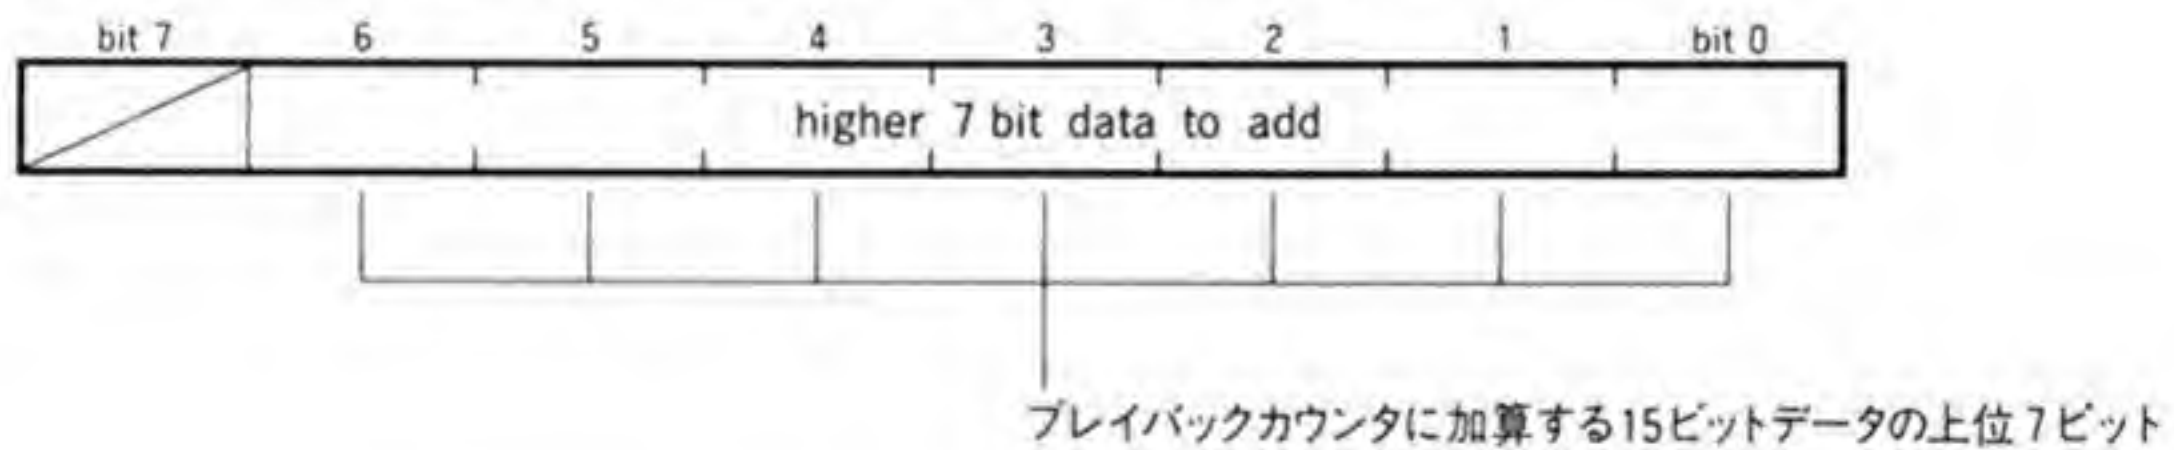 bit 7 6 5 4 3 2 1 bit 0
higher 7 bit data to add
プレイバックカウンタに加算する15ビットデータの上位7ビット